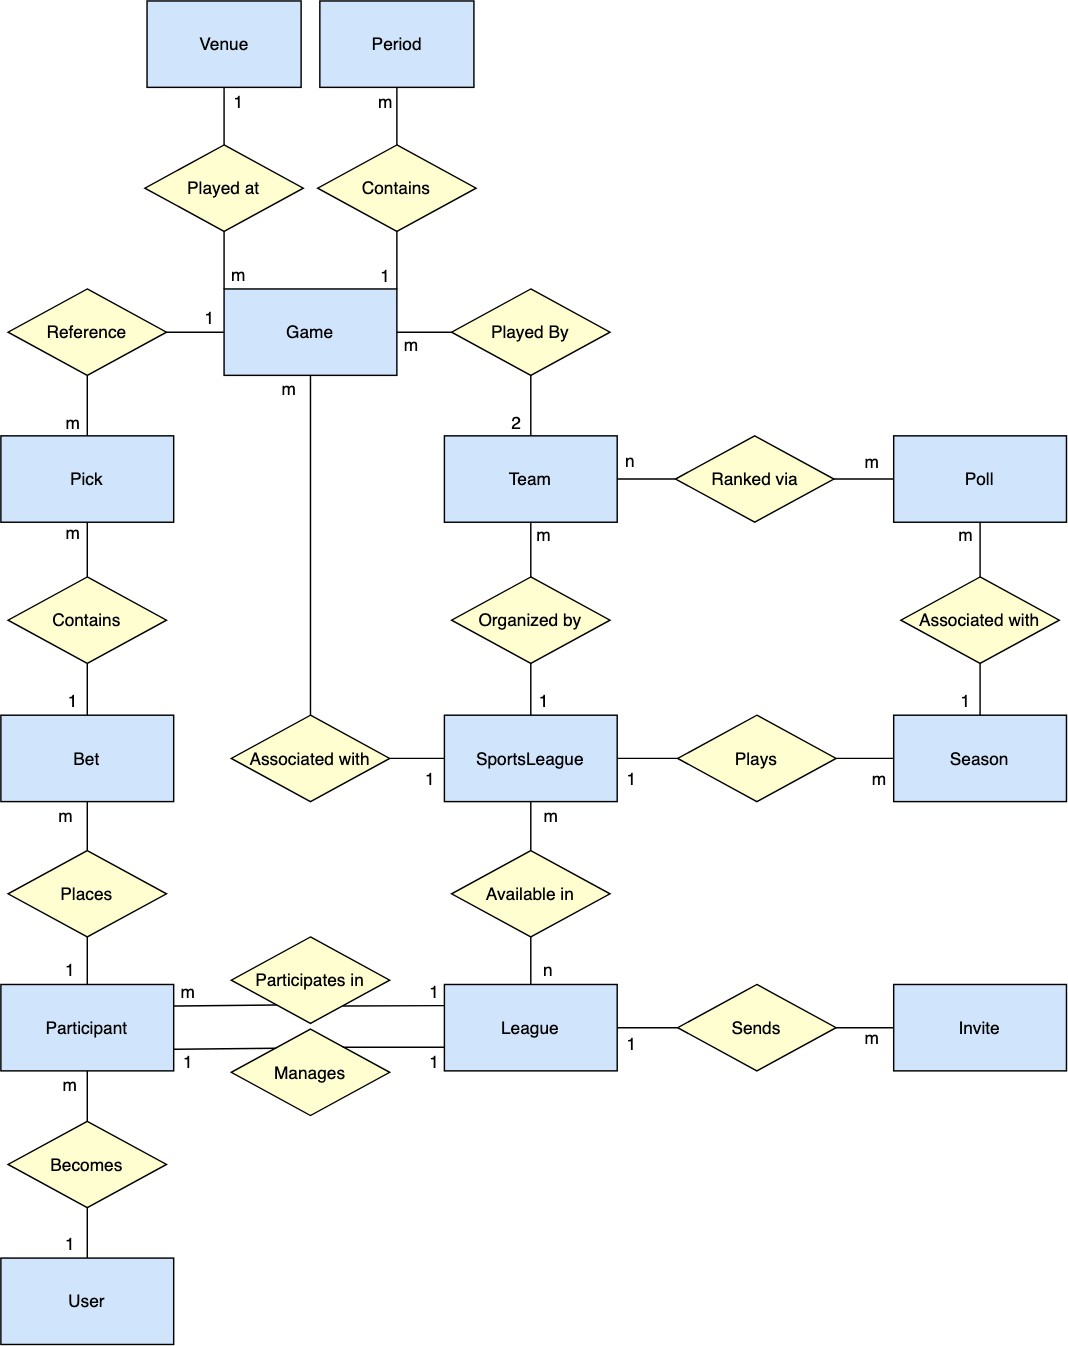 Venue
Period
1
m
Played at
Contains
m
1
Reference
1
Game
m
Played By
m
m
2
Pick
Team
n
Ranked via
m
Poll
m
m
m
Contains
Organized by
Associated with
1
1
1
Bet
Associated with
1
SportsLeague
1
Plays
m
Season
m
m
Places
Available in
1
n
m
Participates in
1
Participant
League
1
Sends
m
Invite
1
Manages
1
m
Becomes
1
User